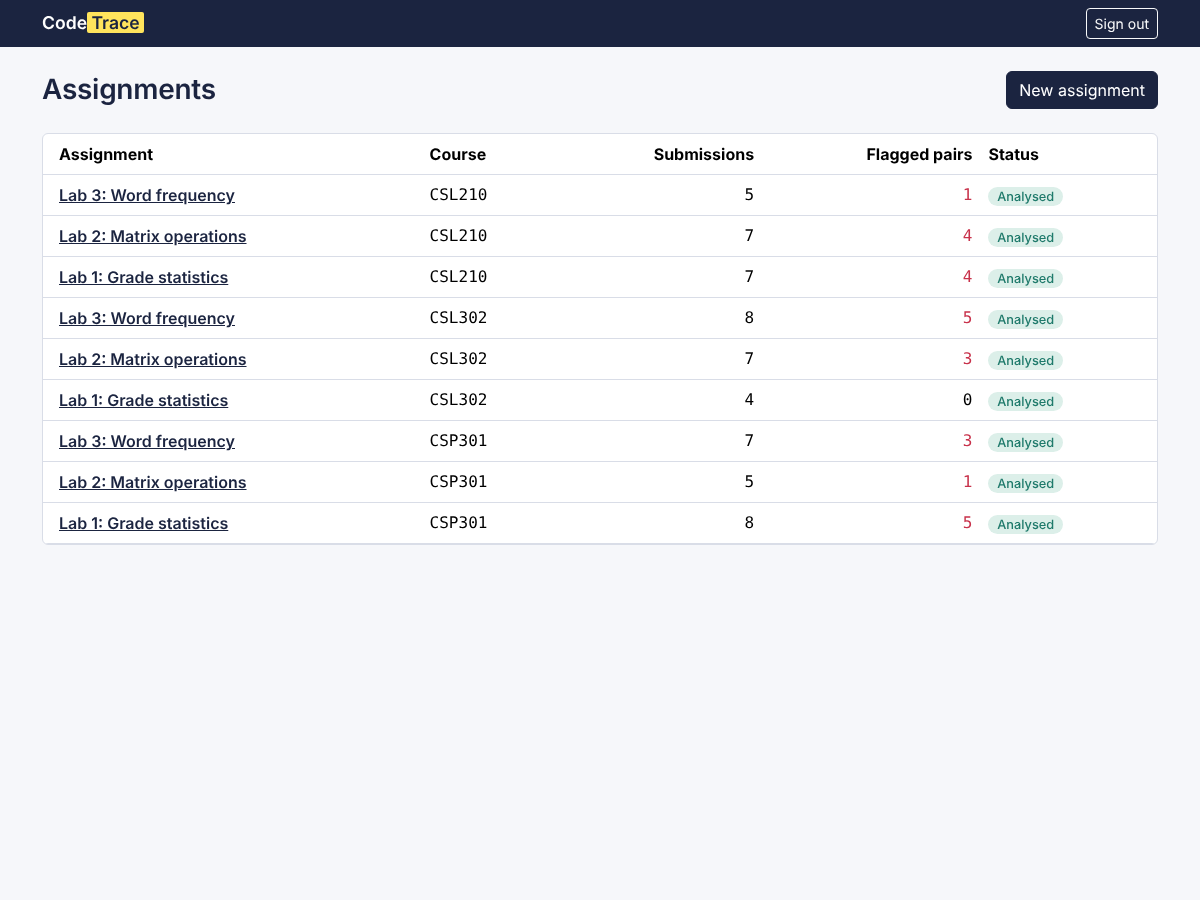 CodeTrace Sign out
Assignments New assignment
Assignment Course Submissions Flagged pairs Status
Lab 3: Word frequency CSL210 5 1 Analysed
Lab 2: Matrix operations CSL210 7 4 Analysed
Lab 1: Grade statistics CSL210 7 4 Analysed
Lab 3: Word frequency CSL302 8 5 Analysed
Lab 2: Matrix operations CSL302 7 3 Analysed
Lab 1: Grade statistics CSL302 4 0 Analysed
Lab 3: Word frequency CSP301 7 3 Analysed
Lab 2: Matrix operations CSP301 5 1 Analysed
Lab 1: Grade statistics CSP301 8 5 Analysed